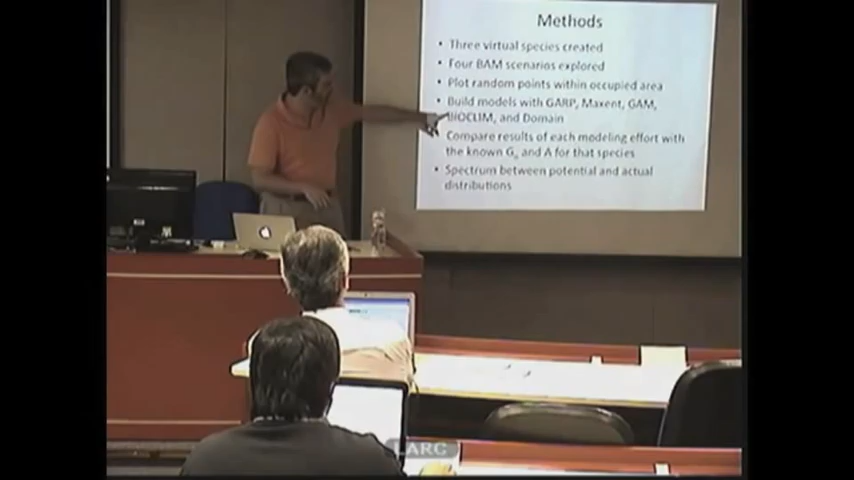 Methods
• Three virtual species created
• Four BAM scenarios explored
• Plot random points within occupied area
• Build models with GARP, Maxent, GAM,
BIOCLIM, and Domain
Compare results of each modeling effort with
the known Go and A for that species
• Spectrum between potential and actual
distributions
LARC